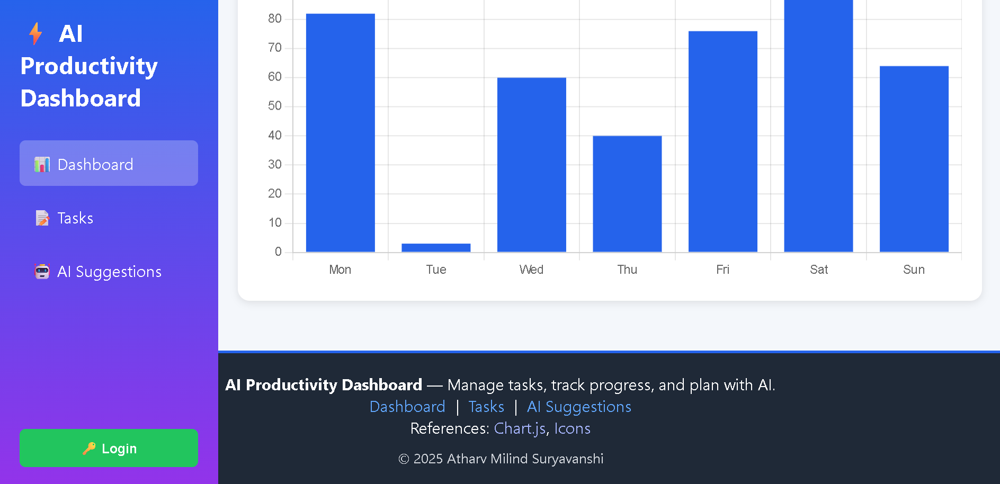 AI
Productivity
Dashboard
Dashboard
Tasks
AI Suggestions
Login
80
70
60
50
40
30
20
10
0
Mon Tue Wed Thu Fri Sat Sun
AI Productivity Dashboard — Manage tasks, track progress, and plan with AI.
Dashboard | Tasks | AI Suggestions
References: Chart.js, Icons
© 2025 Atharv Milind Suryavanshi